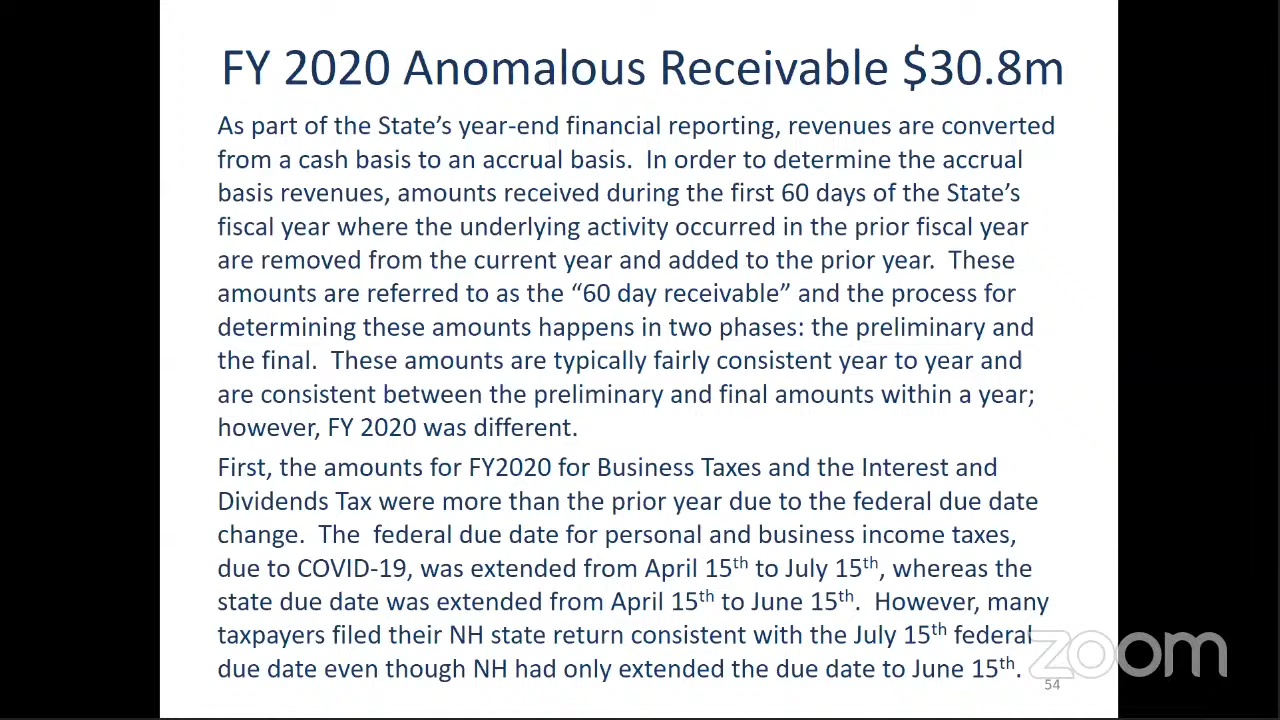 FY 2020 Anomalous Receivable $30.8m
As part of the State’s year-end financial reporting, revenues are converted
from a cash basis to an accrual basis.  In order to determine the accrual
basis revenues, amounts received during the first 60 days of the State’s
fiscal year where the underlying activity occurred in the prior fiscal year
are removed from the current year and added to the prior year.  These
amounts are referred to as the “60 day receivable” and the process for
determining these amounts happens in two phases: the preliminary and
the final.  These amounts are typically fairly consistent year to year and
are consistent between the preliminary and final amounts within a year;
however, FY 2020 was different.
First, the amounts for FY2020 for Business Taxes and the Interest and
Dividends Tax were more than the prior year due to the federal due date
change.  The  federal due date for personal and business income taxes,
due to COVID-19, was extended from April 15th to July 15th, whereas the
state due date was extended from April 15th to June 15th.  However, many
taxpayers filed their NH state return consistent with the July 15th federal
due date even though NH had only extended the due date to June 15th.
zoom
54